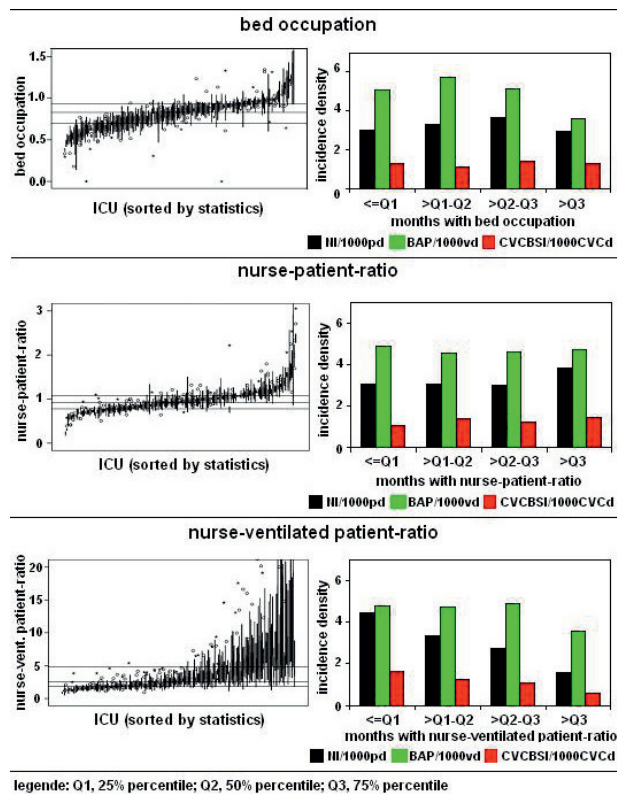 bed occupation
bed occupation
1.5
1.0
0.5
0.0
ICU (sorted by statistics)
incidence density
6
4
2
0
<=Q1 >Q1-Q2 >Q2-Q3 >Q3
months with bed occupation
NI/1000pd BAP/1000vd CVCBSI/1000CVCd
nurse-patient-ratio
nurse-patient-ratio
3
2
1
0
ICU (sorted by statistics)
incidence density
6
4
2
0
<=Q1 >Q1-Q2 >Q2-Q3 >Q3
months with nurse-patient-ratio
NI/1000pd BAP/1000vd CVCBSI/1000CVCd
nurse-ventilated patient-ratio
nurse-vent. patient-ratio
20
15
10
5
0
ICU (sorted by statistics)
incidence density
6
4
2
0
<=Q1 >Q1-Q2 >Q2-Q3 >Q3
months with nurse-ventilated patient-ratio
NI/1000pd BAP/1000vd CVCBSI/1000CVCd
legende: Q1, 25% percentile; Q2, 50% percentile; Q3, 75% percentile